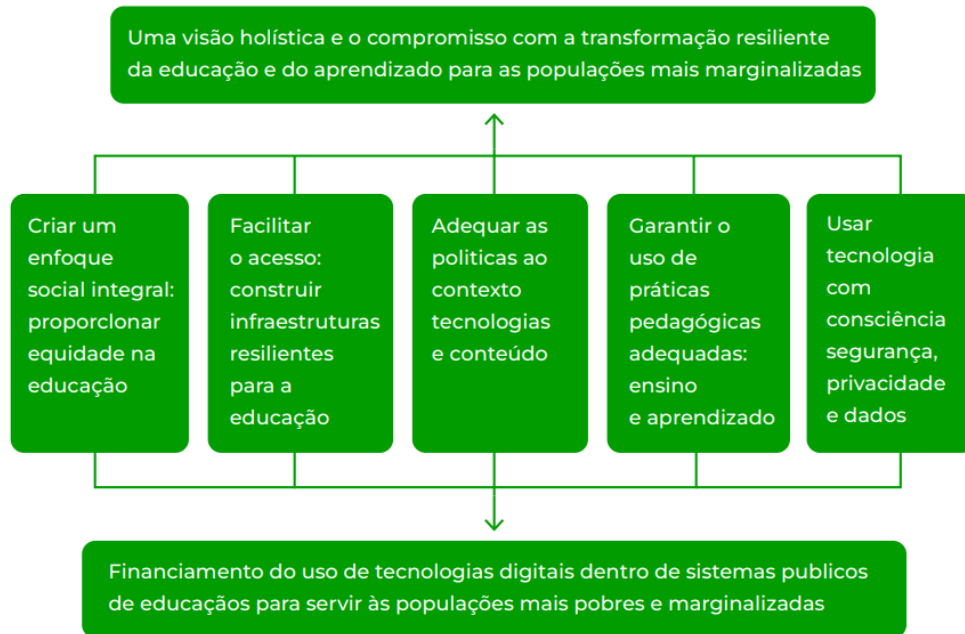 Uma visão holística e o compromisso com a transformação resiliente
da educação e do aprendizado para as populações mais marginalizadas
Criar um
enfoque
social integral:
proporclonar
equidade na
educação
Facilitar
o acesso:
construir
infraestruturas
resilientes
para a
educação
Adequar as
politicas ao
contexto
tecnologias
e conteúdo
Garantir o
uso de
práticas
pedagógicas
adequadas:
ensino
e aprendizado
Usar
tecnologia
com
consciência
segurança,
privacidade
e dados
Financiamento do uso de tecnologias digitais dentro de sistemas publicos
de educaçãos para servir às populações mais pobres e marginalizadas